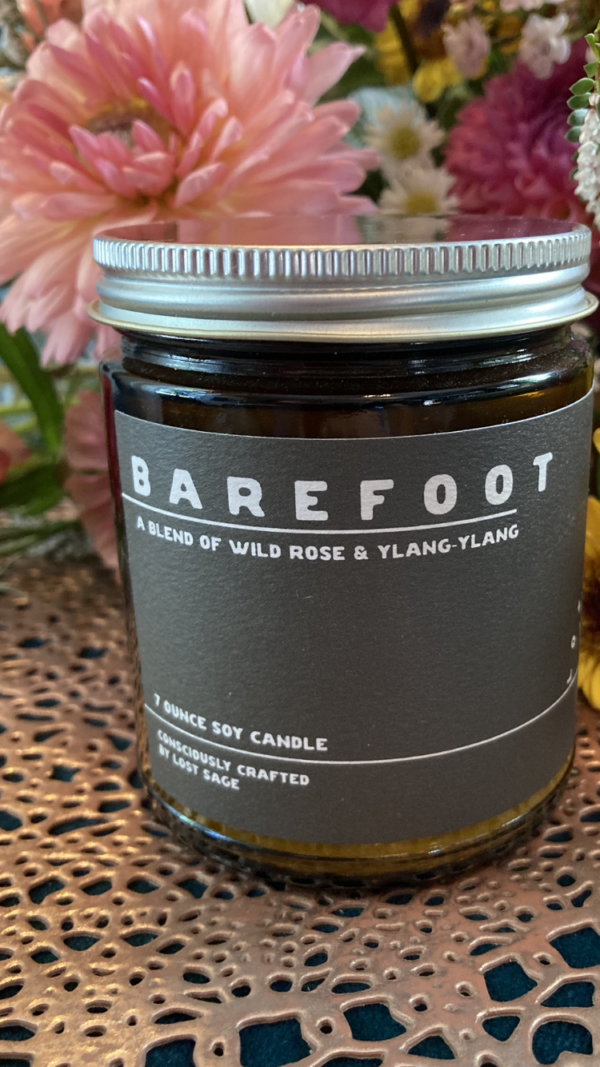 BAREFOOT
A BLEND OF WILD ROSE & YLANG-YLANG
7 OUNCE SOY CANDLE
CONSCIOUSLY CRAFTED
BY LOST SAGE